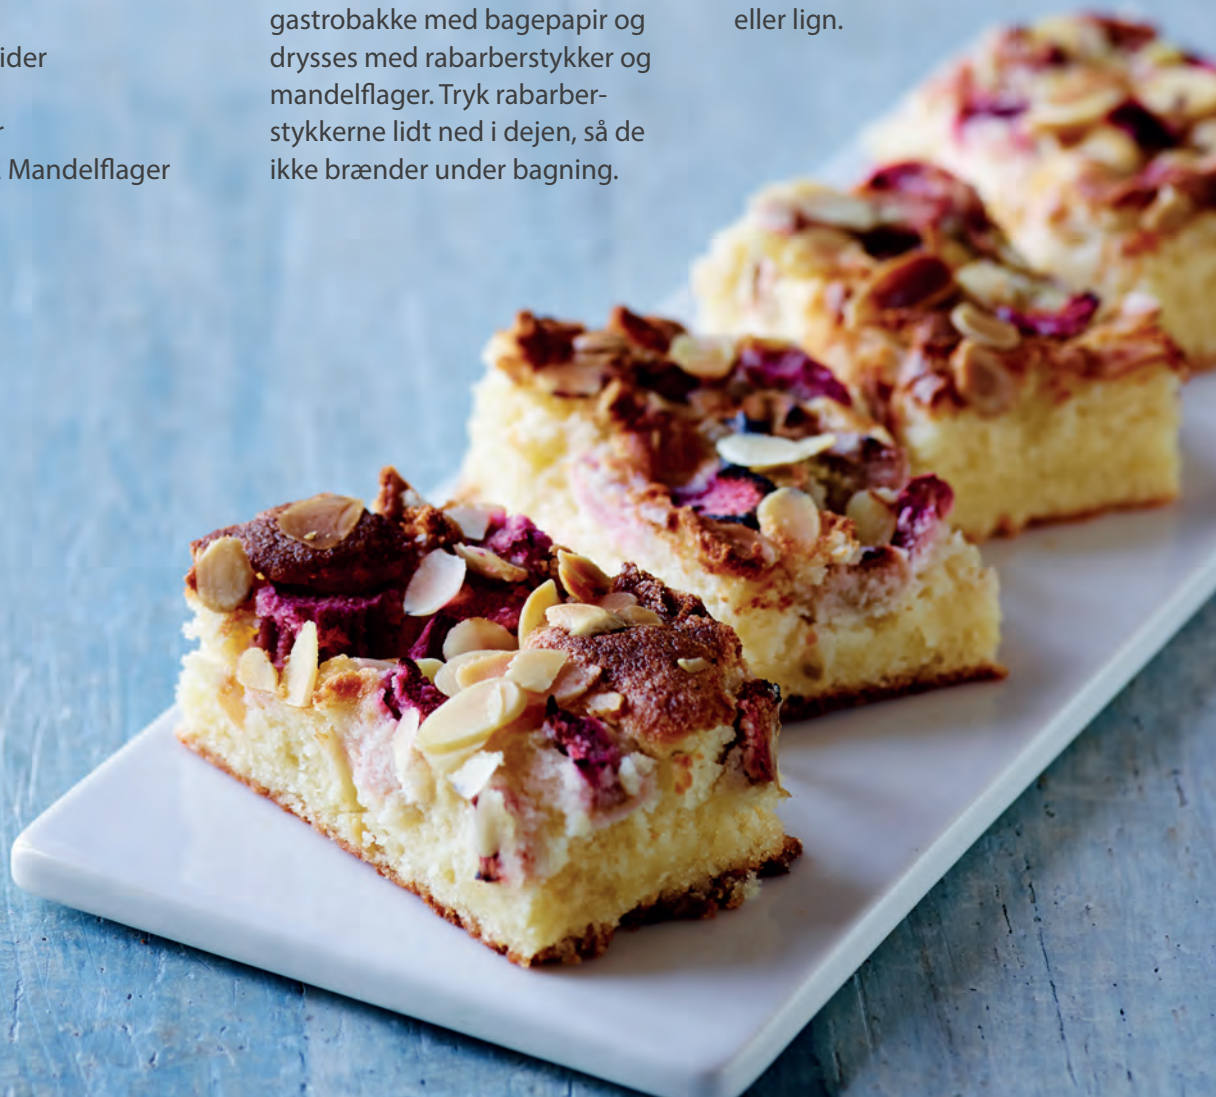 ider
r
Mandelflager
gastrobakke med bagepapir og
drysses med rabarberstykker og
mandelflager. Tryk rabarber-
stykkerne lidt ned i dejen, så de
ikke brænder under bagning.
eller lign.